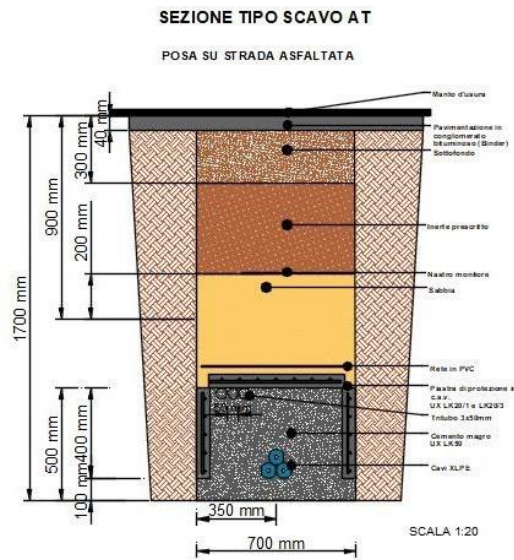 SEZIONE TIPO SCAVO AT
POSA SU STRADA ASFALTATA
Manto d'usura
Pavimentazione in
conglomerato
bituminoso (Binder)
Sottofondo
Inerte prescritto
Nastro monitore
Sabbia
Rete in PVC
Piastra di protezione in
c.a.v.
UX LK20/1 e LK20/3
Tritubo 3x50mm
Cemento magro
UX LK50
Cavi XLPE
40 mm
300 mm
900 mm
200 mm
1700 mm
500 mm
400 mm
100 mm
350 mm
700 mm
SCALA 1:20